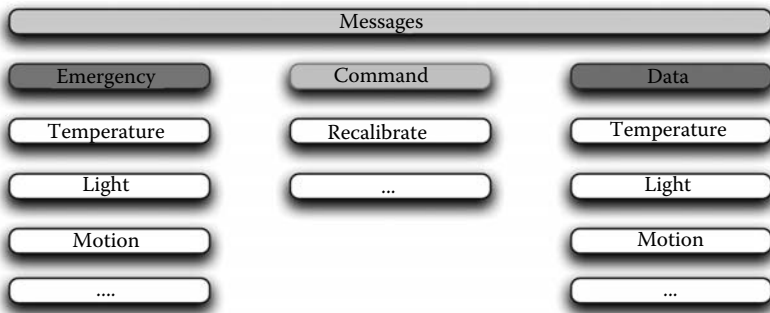 Messages
Emergency Command Data
Temperature Recalibrate Temperature
Light ... Light
Motion Motion
.... ...